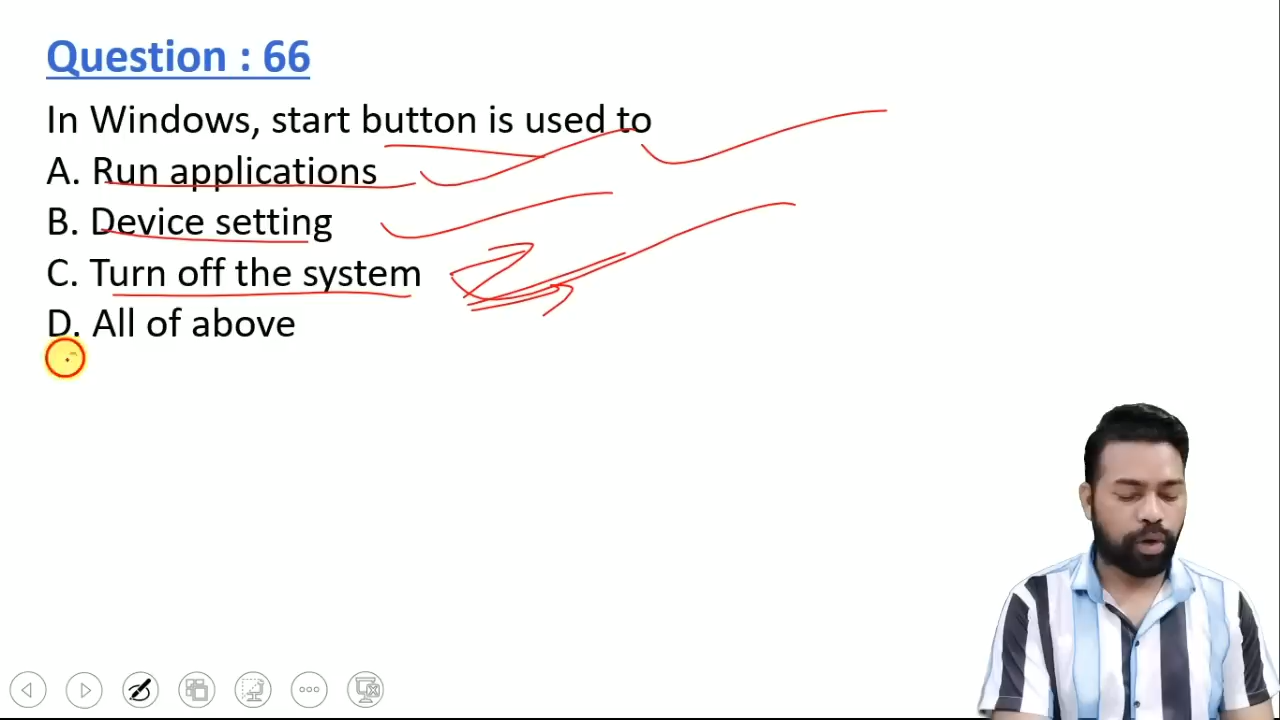 Question : 66
In Windows, start button is used to
A. Run applications
B. Device setting
C. Turn off the system
D. All of above